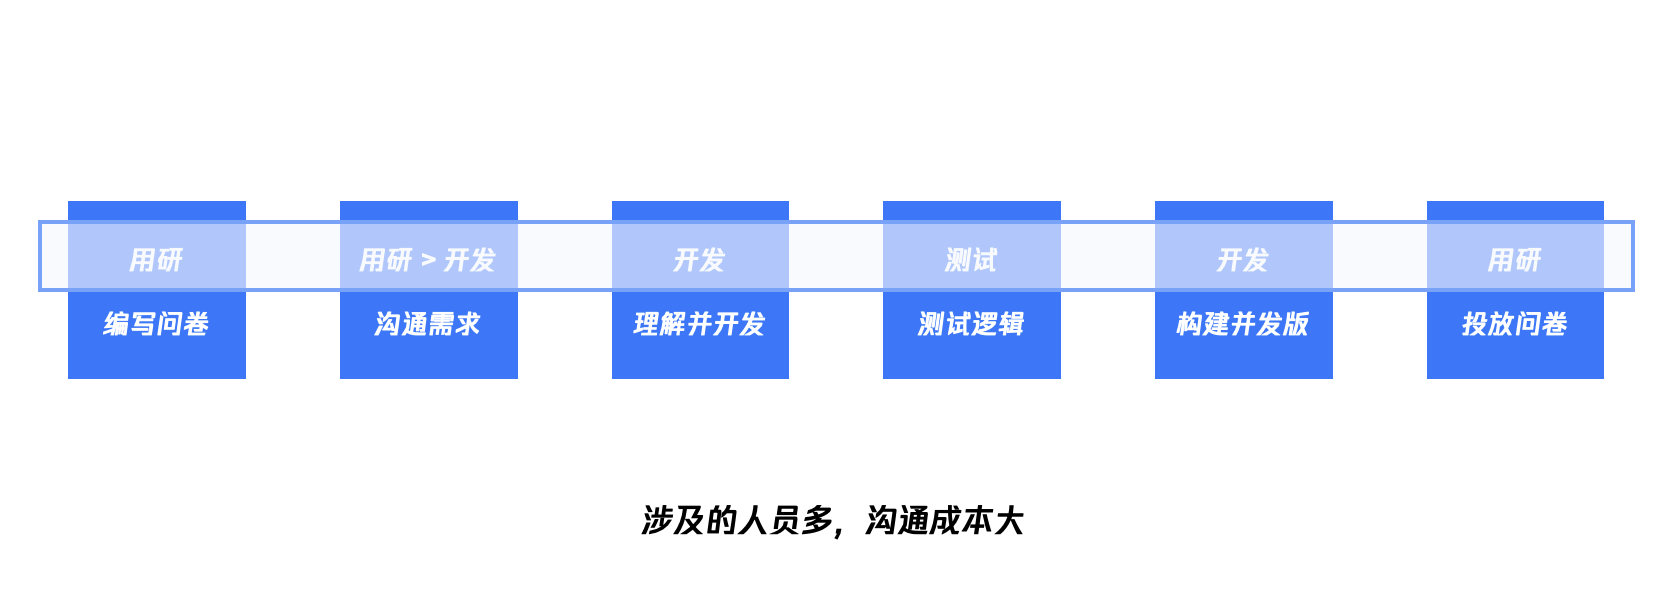 用研
用研 > 开发
开发
测试
开发
用研
编写问卷
沟通需求
理解并开发
测试逻辑
构建并发版
投放问卷
涉及的人员多，沟通成本大